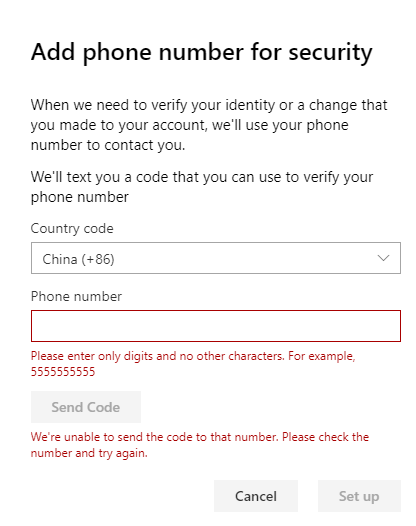 Add phone number for security
When we need to verify your identity or a change that
you made to your account, we'll use your phone
number to contact you.
We'll text you a code that you can use to verify your
phone number
Country code
China (+86)
Phone number
Please enter only digits and no other characters. For example,
5555555555
Send Code
We're unable to send the code to that number. Please check the
number and try again.
Cancel
Set up